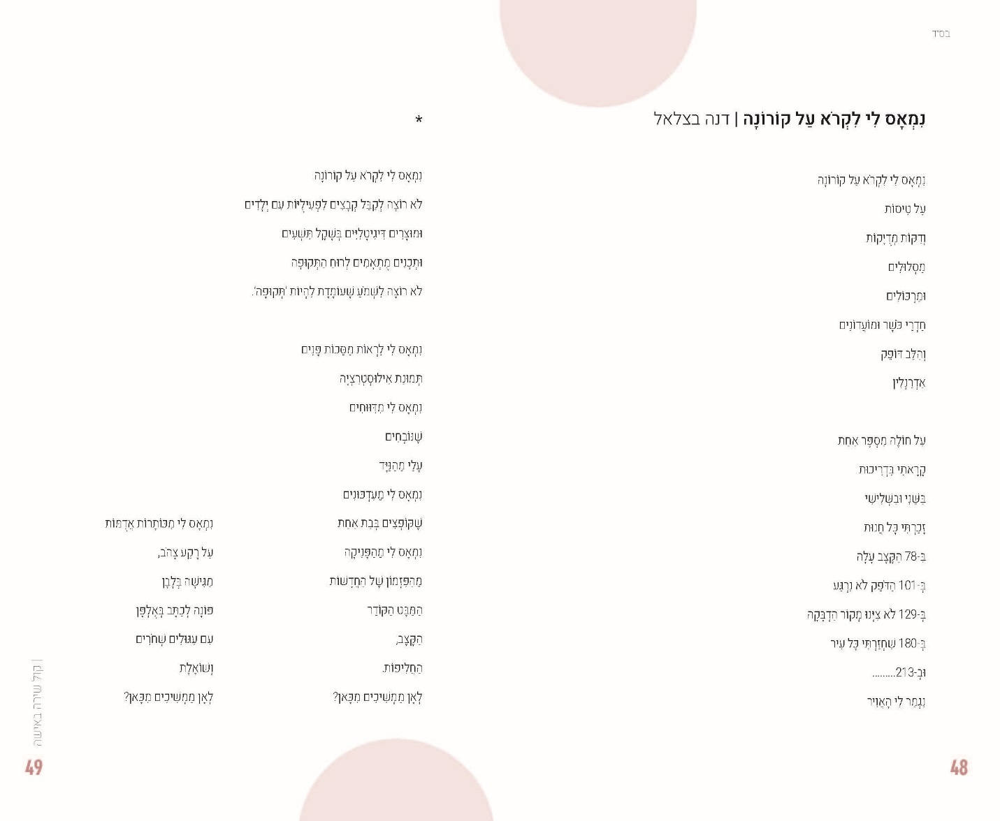 בס״ד
נִמְאָס לִי לִקְרֹא עַל קוֹרוֹנָה | דנה בצלאל
נִמְאָס לִי לִקְרֹא עַל קוֹרוֹנָה
עַל טִיסוֹת
וְדַקּוֹת מְדֻיָּקוֹת
מַסְלוּלִים
וּמַרְכּוֹלִים
חַדְרֵי כֹּשֶׁר וּמוֹעֲדוֹנִים
וְהַלֵּב דּוֹפֵק
אַדְרֵנָלִין
עַל חוֹלֶה מִסְפָּר אַחַת
קָרָאתִי בִּדְרִיכוּת
בַּשֵּׁנִי וּבַשְּׁלִישִׁי
זָכַרְתִּי כָּל חֲנוּת
בְּ-78 הַקֶּצֶב עָלָה
בְּ-101 הַדֹּפֶק לֹא נִרְגַּע
בְּ-129 לֹא צִיְּנוּ מְקוֹר הַדְבָּקָה
בְּ-180 שִׁחְזַרְתִּי כָּל עִיר
וּבְ-213.........
נִגְמַר לִי הָאֲוִיר
48
*
נִמְאָס לִי לִקְרֹא עַל קוֹרוֹנָה
לֹא רוֹצָה לְקַבֵּל קְבָצִים לִפְעִילֻיּוֹת עִם יְלָדִים
וּמוּצָרִים דִּיגִיטָלִיִּים בְּשֶׁקֶל תִּשְׁעִים
וּתְכָנִים מֻתְאָמִים לְרוּחַ הַתְּקוּפָה
לֹא רוֹצָה לִשְׁמֹעַ שֶׁעוֹמֶדֶת לִהְיוֹת 'תְּקוּפָה'.
נִמְאָס לִי לִרְאוֹת מַסֵּכוֹת פָּנִים
תְּמוּנַת אִילוּסְטְרַצְיָה
נִמְאָס לִי מִדִּוּוּחִים
שֶׁנּוֹבְחִים
עָלַי מֵהַנַּיָּד
נִמְאָס לִי מֵעִדְכּוּנִים
שֶׁקּוֹפְצִים בְּבַת אַחַת
נִמְאָס לִי מֵהַפָּנִיקָה
מֵהַפִּזְמוֹן שֶׁל הַחֲדָשׁוֹת
הַמַּבָּט הַקּוֹדֵר
הַקֶּצֶב,
הַחֲלִיפוֹת.
לְאָן מַמְשִׁיכִים מִכָּאן?
נִמְאָס לִי מִכּוֹתָרוֹת אֲדֻמּוֹת
עַל רֶקַע צָהֹב,
מַגִּישָׁה בְּלָבָן
פּוֹנָה לְכַתָּב בְּאֻלְפָּן
עִם עִגּוּלִים שְׁחֹרִים
וְשׁוֹאֶלֶת
לְאָן מַמְשִׁיכִים מִכָּאן?
| קול שירה באישה
49